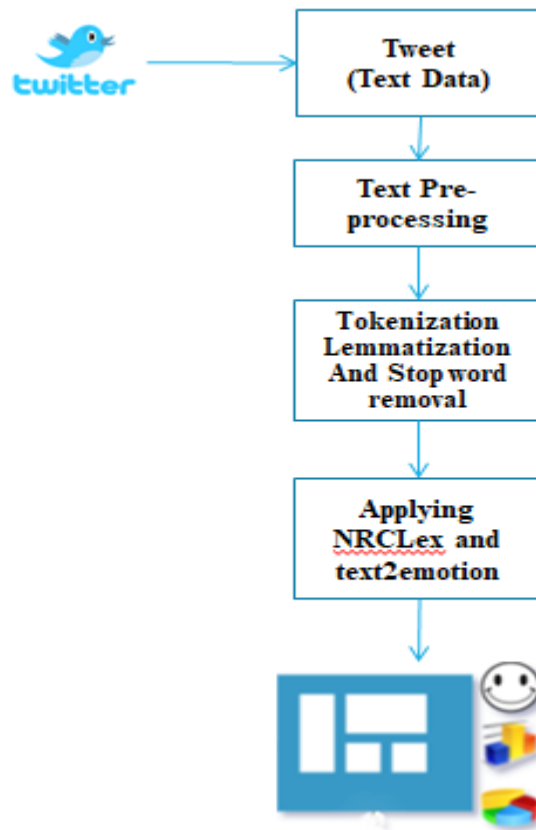 twitter
Tweet
(Text Data)
Text Pre-
processing
Tokenization
Lemmatization
And Stop word
removal
Applying
NRCLex and
text2emotion